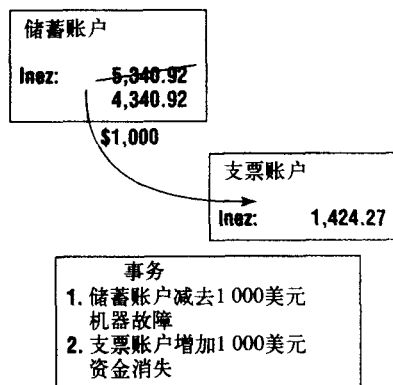 储蓄账户
Inez: 5,340.92
4,340.92
$1,000
支票账户
Inez: 1,424.27
事务
1. 储蓄账户减去1 000美元
机器故障
2. 支票账户增加1 000美元
资金消失